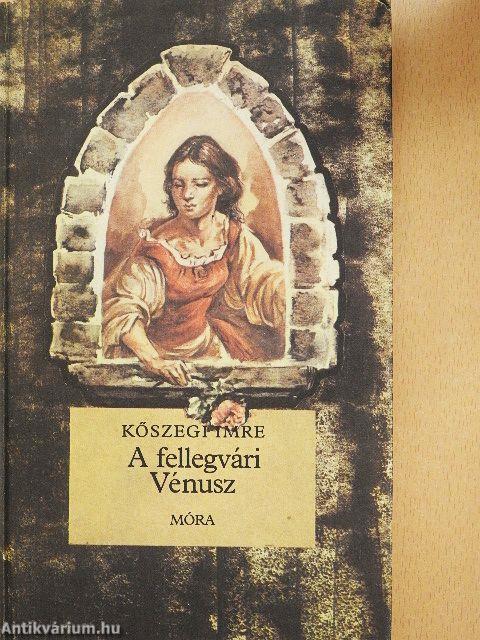 KŐSZEGI IMRE
A fellegvári
Vénusz
MÓRA
Antikvárium.hu